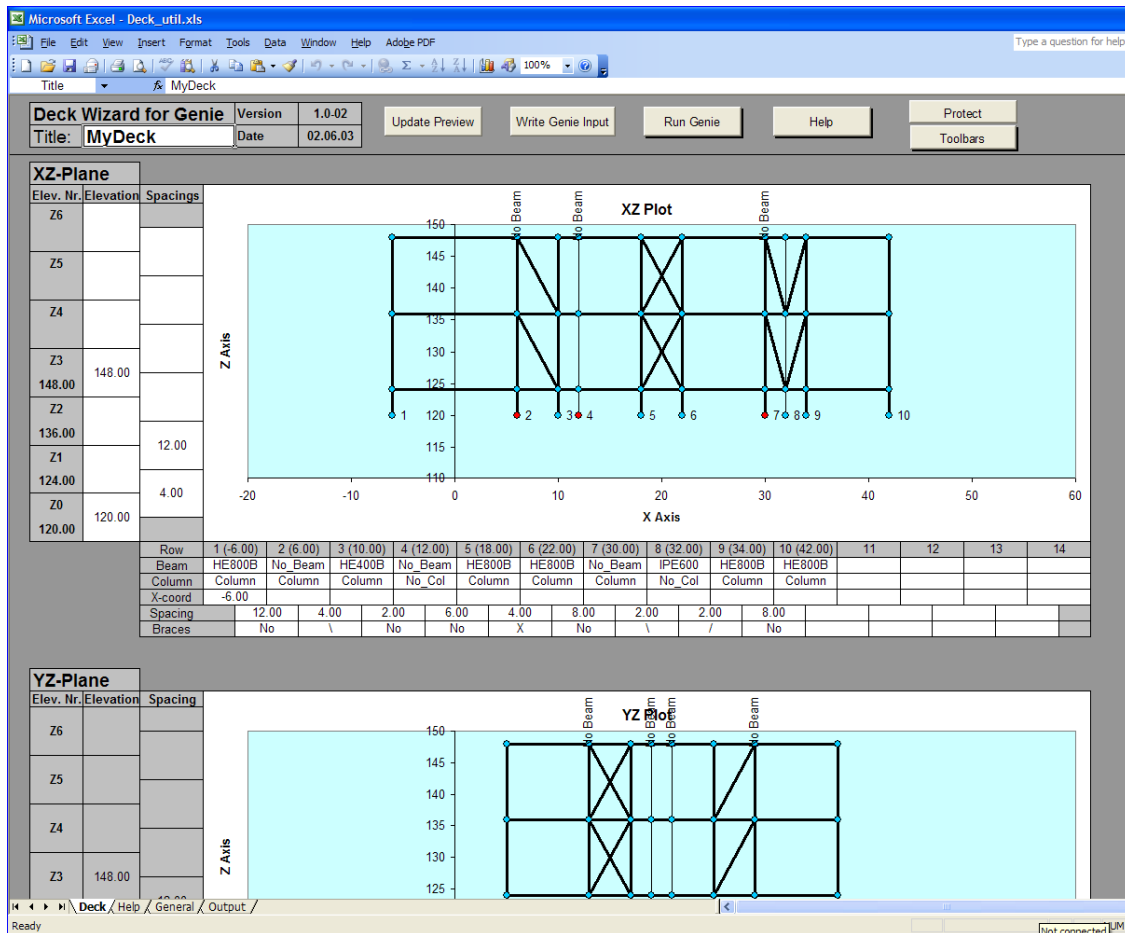 Microsoft Excel - Deck_util.xls
File Edit View Insert Format Tools Data Window Help Adobe PDF
Type a question for help
100%
Title fx MyDeck
Deck Wizard for Genie Version 1.0-02
Title: MyDeck Date 02.06.03
Update Preview Write Genie Input Run Genie Help Protect
Toolbars
XZ-Plane
Elev. Nr. Elevation Spacings
Z6
Z5
Z4
Z3 148.00
148.00
Z2
136.00
12.00
Z1
124.00
4.00
Z0 120.00
120.00
XZ Plot
No Beam No Beam No Beam
150
145
140
135
130
125
120
115
110
Z Axis
1 2 3 4 5 6 7 8 9 10
-20 -10 0 10 20 30 40 50 60
X Axis
Row 1 (-6.00) 2 (6.00) 3 (10.00) 4 (12.00) 5 (18.00) 6 (22.00) 7 (30.00) 8 (32.00) 9 (34.00) 10 (42.00) 11 12 13 14
Beam HE800B No_Beam HE400B No_Beam HE800B HE800B No_Beam IPE600 HE800B HE800B
Column Column Column Column No_Col Column Column Column No_Col Column Column
X-coord -6.00
Spacing 12.00 4.00 2.00 6.00 4.00 8.00 2.00 2.00 8.00
Braces No \ No No X No \ / No
YZ-Plane
Elev. Nr. Elevation Spacing
Z6
Z5
Z4
Z3 148.00
YZ Plot
No Beam No Beam No Beam No Beam
150
145
140
135
130
125
Z Axis
Deck Help General Output
Ready
Not connected